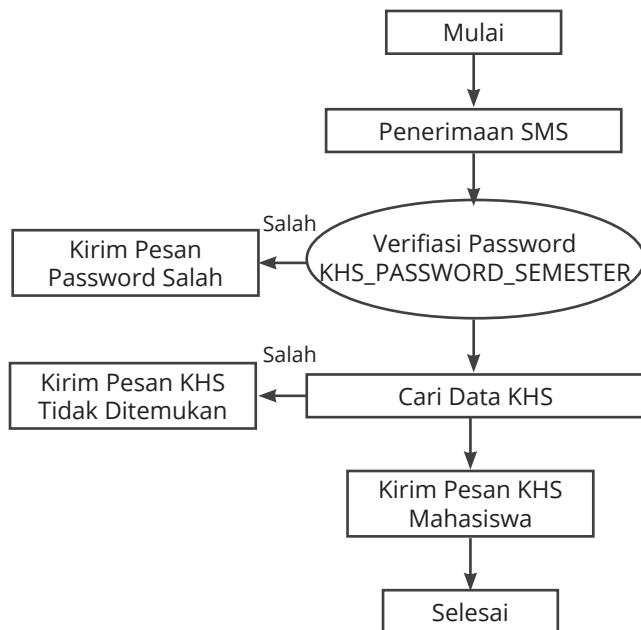 Mulai
Penerimaan SMS
Salah
Verifiasi Password
KHS_PASSWORD_SEMESTER
Kirim Pesan
Password Salah
Salah
Cari Data KHS
Kirim Pesan KHS
Tidak Ditemukan
Kirim Pesan KHS
Mahasiswa
Selesai